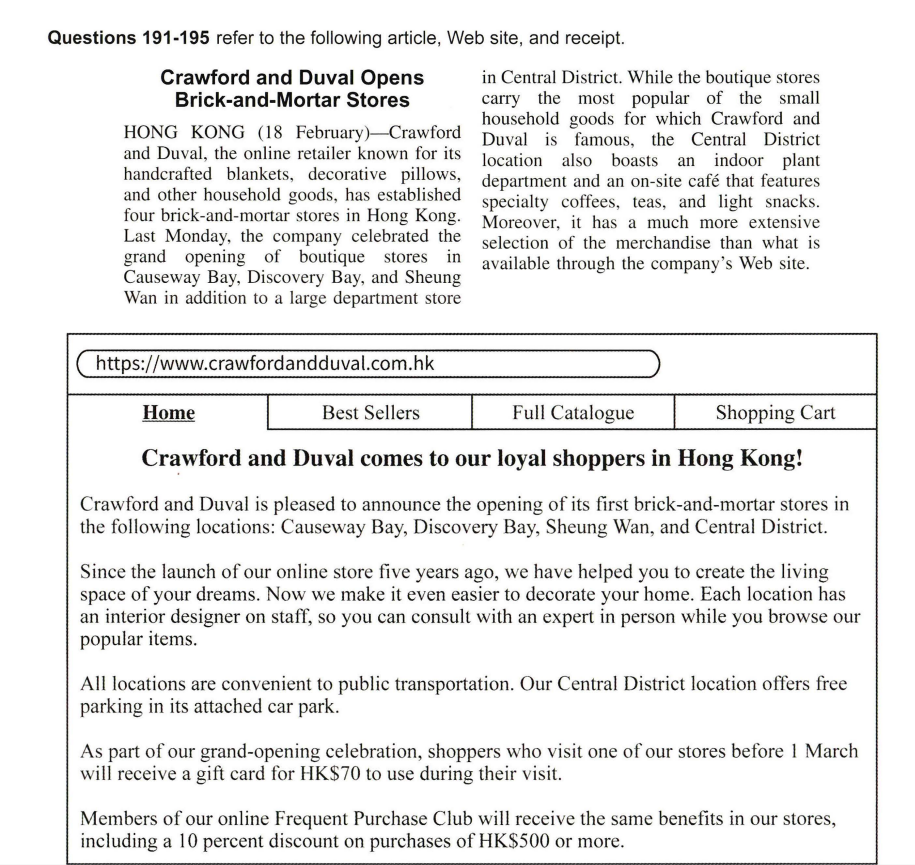 Questions 191-195 refer to the following article, Web site, and receipt.
Crawford and Duval Opens
Brick-and-Mortar Stores
HONG KONG (18 February)—Crawford
and Duval, the online retailer known for its
handcrafted blankets, decorative pillows,
and other household goods, has established
four brick-and-mortar stores in Hong Kong.
Last Monday, the company celebrated the
grand opening of boutique stores in
Causeway Bay, Discovery Bay, and Sheung
Wan in addition to a large department store
in Central District. While the boutique stores
carry the most popular of the small
household goods for which Crawford and
Duval is famous, the Central District
location also boasts an indoor plant
department and an on-site café that features
specialty coffees, teas, and light snacks.
Moreover, it has a much more extensive
selection of the merchandise than what is
available through the company's Web site.
https://www.crawfordandduval.com.hk
Home
Best Sellers
Full Catalogue
Shopping Cart
Crawford and Duval comes to our loyal shoppers in Hong Kong!
Crawford and Duval is pleased to announce the opening of its first brick-and-mortar stores in
the following locations: Causeway Bay, Discovery Bay, Sheung Wan, and Central District.
Since the launch of our online store five years ago, we have helped you to create the living
space of your dreams. Now we make it even easier to decorate your home. Each location has
an interior designer on staff, so you can consult with an expert in person while you browse our
popular items.
All locations are convenient to public transportation. Our Central District location offers free
parking in its attached car park.
As part of our grand-opening celebration, shoppers who visit one of our stores before 1 March
will receive a gift card for HK$70 to use during their visit.
Members of our online Frequent Purchase Club will receive the same benefits in our stores,
including a 10 percent discount on purchases of HK$500 or more.